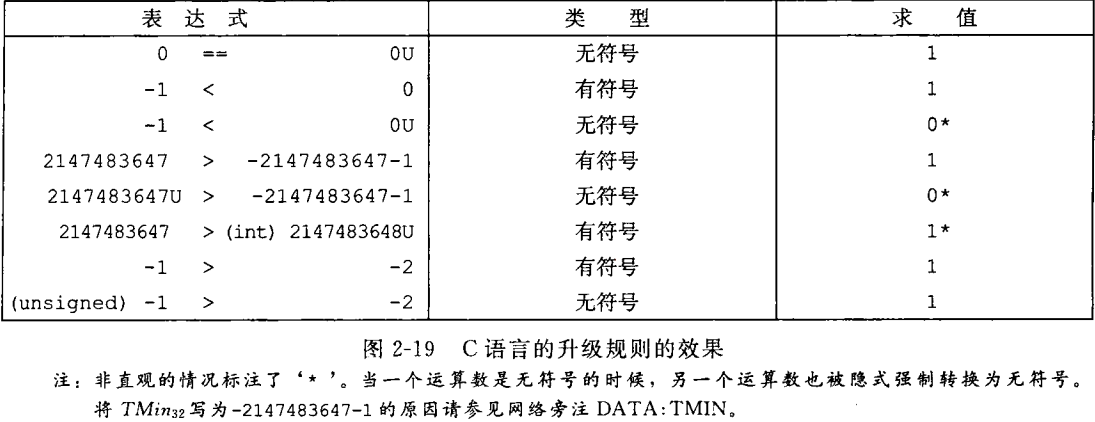 表 达 式 类 型 求 值
0 == 0U 无符号 1
-1 < 0 有符号 1
-1 < 0U 无符号 0*
2147483647 > -2147483647-1 有符号 1
2147483647U > -2147483647-1 无符号 0*
2147483647 > (int) 2147483648U 有符号 1*
-1 > -2 有符号 1
(unsigned) -1 > -2 无符号 1
图 2-19 C 语言的升级规则的效果
注：非直观的情况标注了‘*’。当一个运算数是无符号的时候，另一个运算数也被隐式强制转换为无符号。
将 TMin₃₂写为-2147483647-1 的原因请参见网络旁注 DATA:TMIN。